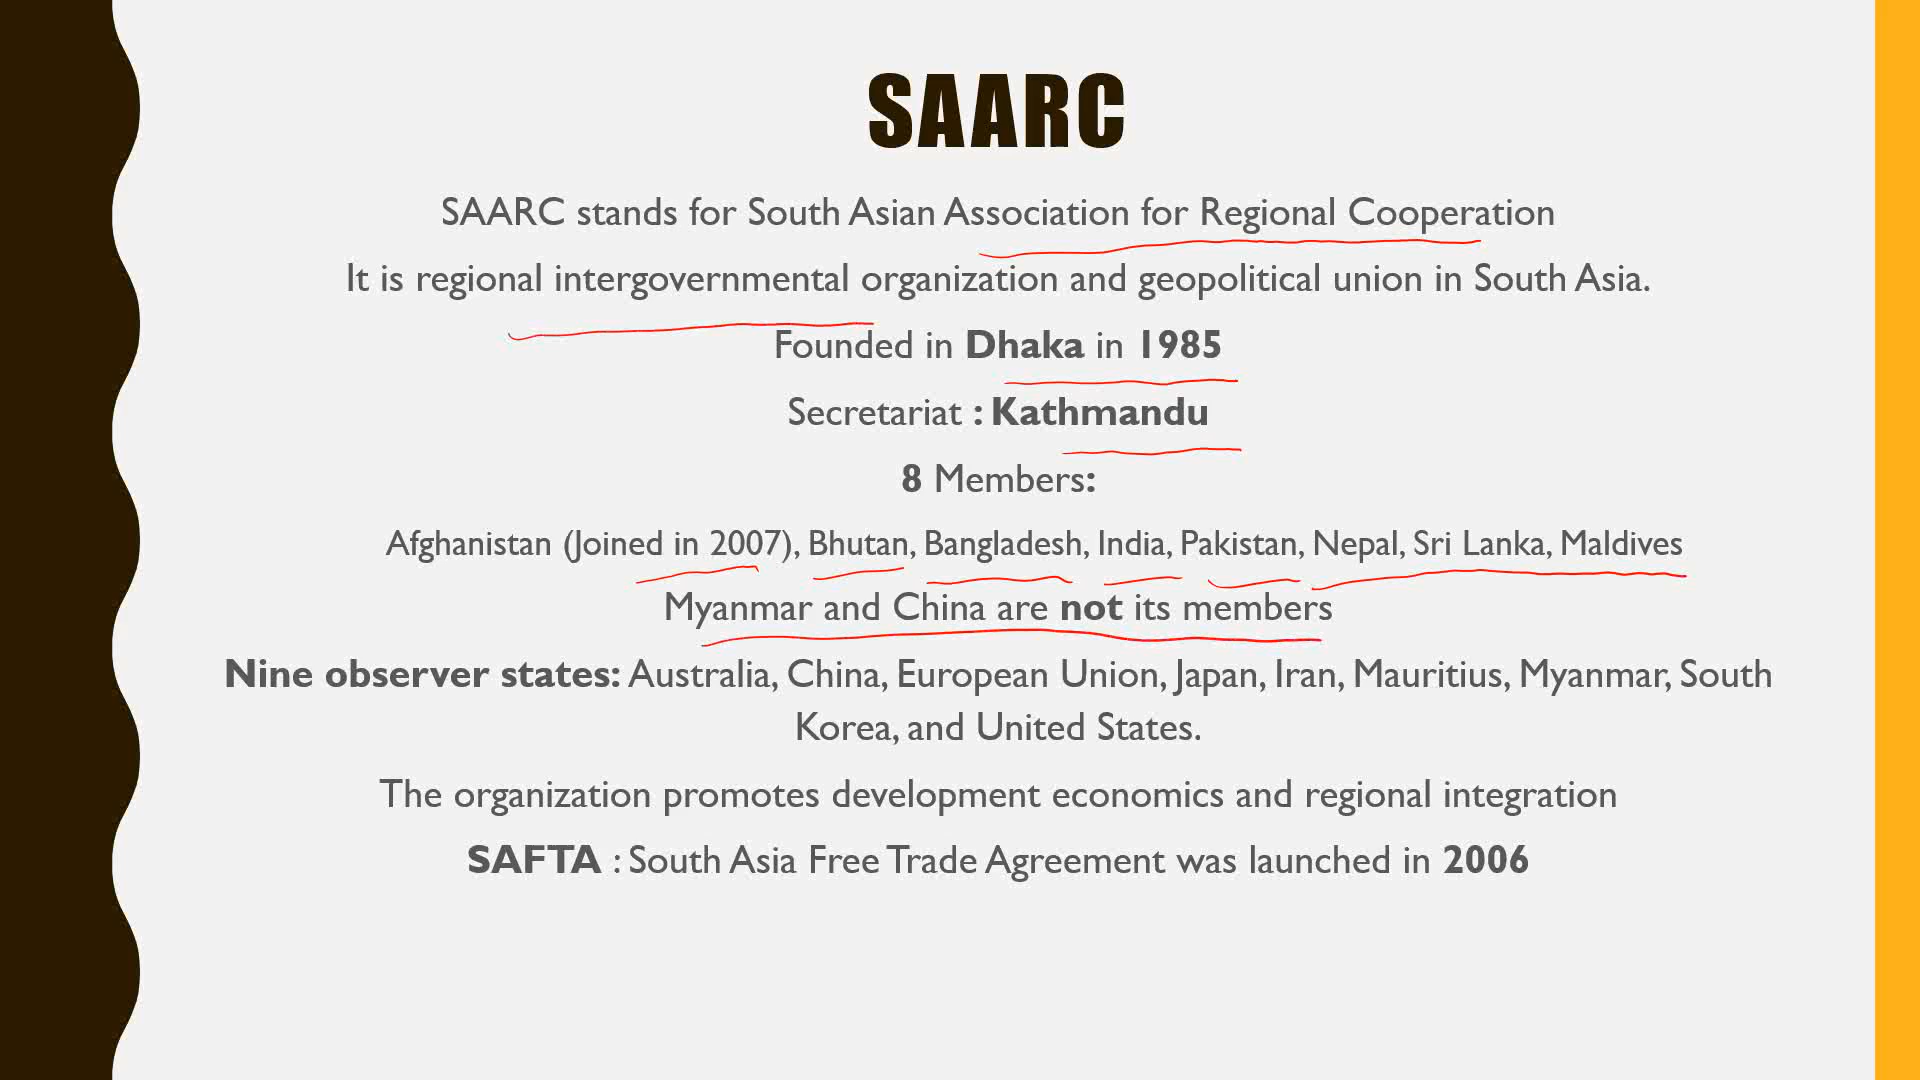 SAARC
SAARC stands for South Asian Association for Regional Cooperation
It is regional intergovernmental organization and geopolitical union in South Asia.
Founded in Dhaka in 1985
Secretariat : Kathmandu
8 Members:
Afghanistan (Joined in 2007), Bhutan, Bangladesh, India, Pakistan, Nepal, Sri Lanka, Maldives
Myanmar and China are not its members
Nine observer states: Australia, China, European Union, Japan, Iran, Mauritius, Myanmar, South
Korea, and United States.
The organization promotes development economics and regional integration
SAFTA : South Asia Free Trade Agreement was launched in 2006